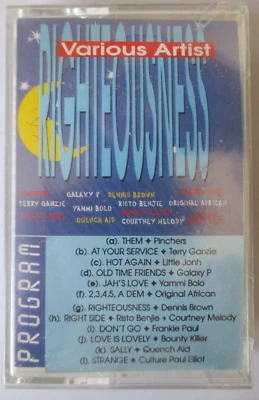 Various Artist
RIGHTEOUSNESS
GALAXY P DENNIS BROWN
TERRY GANZIE RISTO BENJIE ORIGINAL AFRICAN
YAMMI BOLO
QUENCH AID COURTNEY MELODY
PROGRAM
(a). THEM + Pinchers
(b). AT YOUR SERVICE + Terry Ganzie
(c). HOT AGAIN + Little Jonh
(d). OLD TIME FRIENDS + Galaxy P
(e). JAH'S LOVE + Yammi Bolo
(f). 2,3,4,5, A DEM + Original African
(g). RIGHTEOUSNESS + Dennis Brown
(h). RIGHT SIDE + Risto Benjie + Courtney Melody
(i). DON'T GO + Frankie Paul
(j). LOVE IS LOVELY + Bounty Killer
(k). SALLY + Quench Aid
(l). STRANGE + Culture Paul Elliot